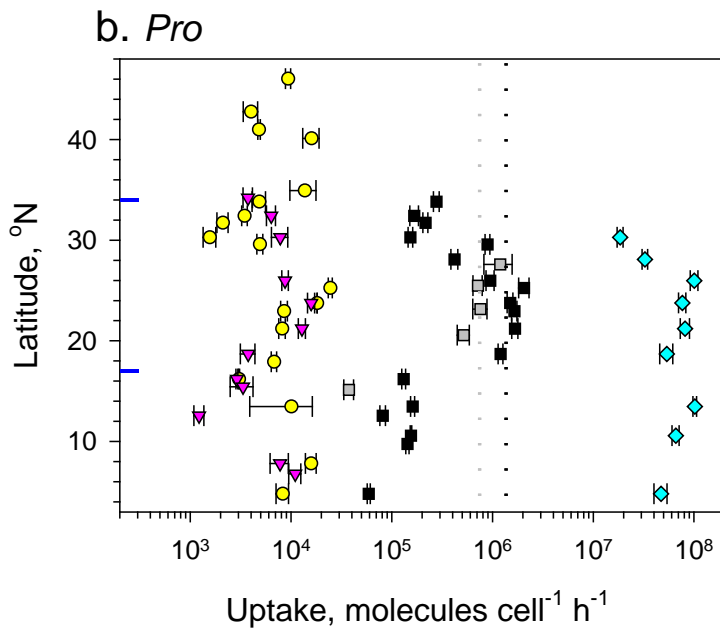 b. Pro
40
30
20
10
Latitude, °N
10³ 10⁴ 10⁵ 10⁶ 10⁷ 10⁸
Uptake, molecules cell⁻¹ h⁻¹